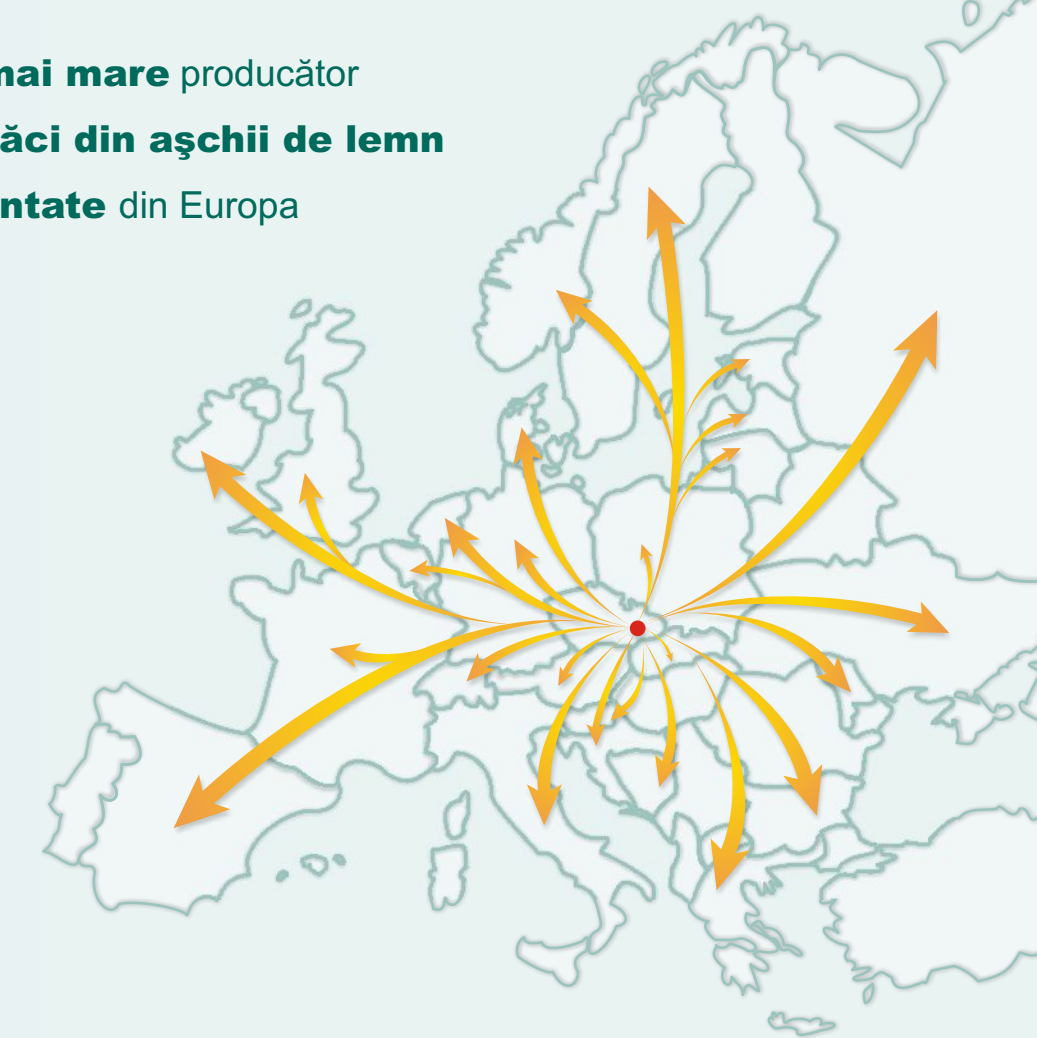 mai mare producător
ăci din aşchii de lemn
ntate din Europa